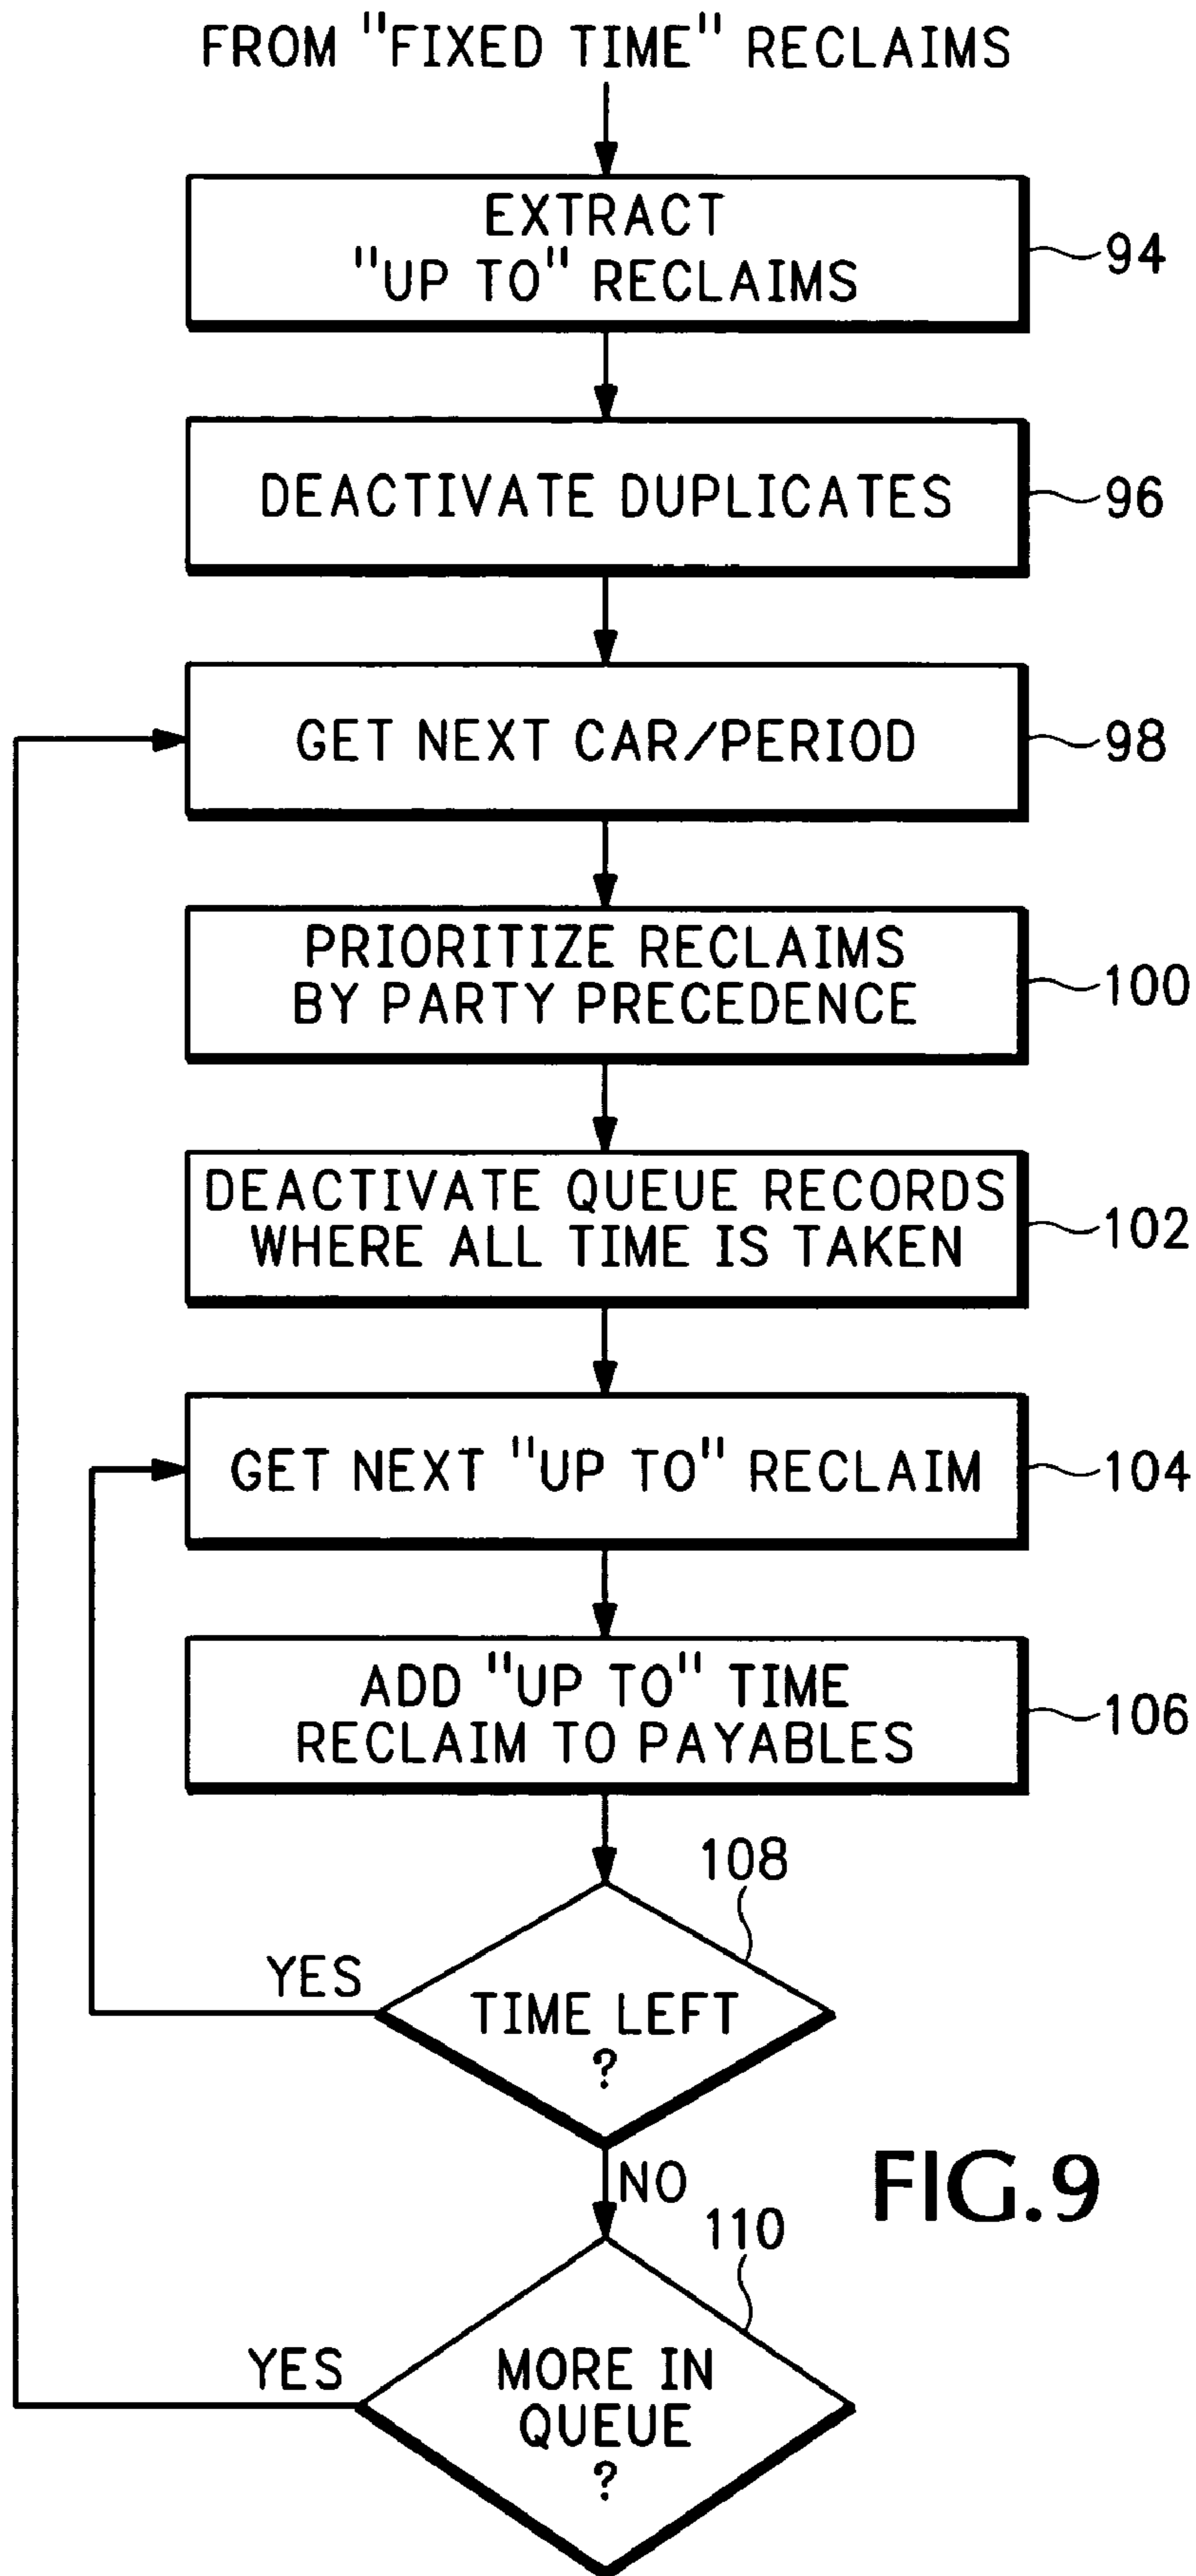 FROM "FIXED TIME" RECLAIMS
EXTRACT
"UP TO" RECLAIMS
94
DEACTIVATE DUPLICATES
96
GET NEXT CAR/PERIOD
98
PRIORITIZE RECLAIMS
BY PARTY PRECEDENCE
100
DEACTIVATE QUEUE RECORDS
WHERE ALL TIME IS TAKEN
102
GET NEXT "UP TO" RECLAIM
104
ADD "UP TO" TIME
RECLAIM TO PAYABLES
106
108
YES
TIME LEFT
?
NO
FIG.9
110
YES
MORE IN
QUEUE
?